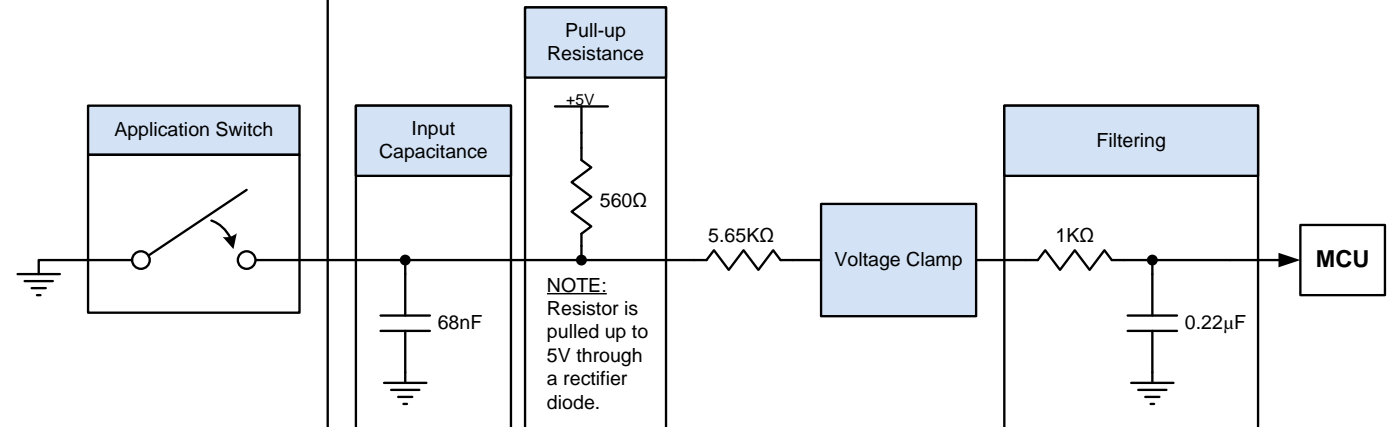 Pull-up
Resistance
+5V
Application Switch
Input
Capacitance
Filtering
560Ω
5.65KΩ
1KΩ
Voltage Clamp
MCU
NOTE:
Resistor is
pulled up to
5V through
a rectifier
diode.
68nF
0.22μF